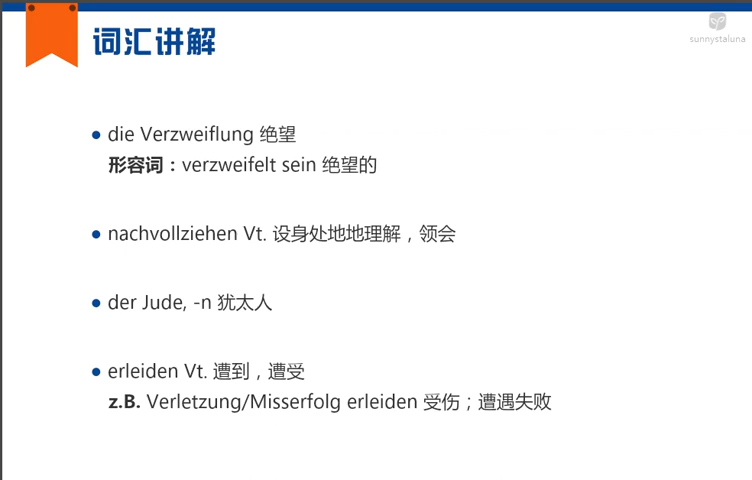 词汇讲解
sunnystaluna
die Verzweiflung 绝望
形容词：verzweifelt sein 绝望的
nachvollziehen Vt. 设身处地地理解，领会
der Jude, -n 犹太人
erleiden Vt. 遭到，遭受
z.B. Verletzung/Misserfolg erleiden 受伤；遭遇失败